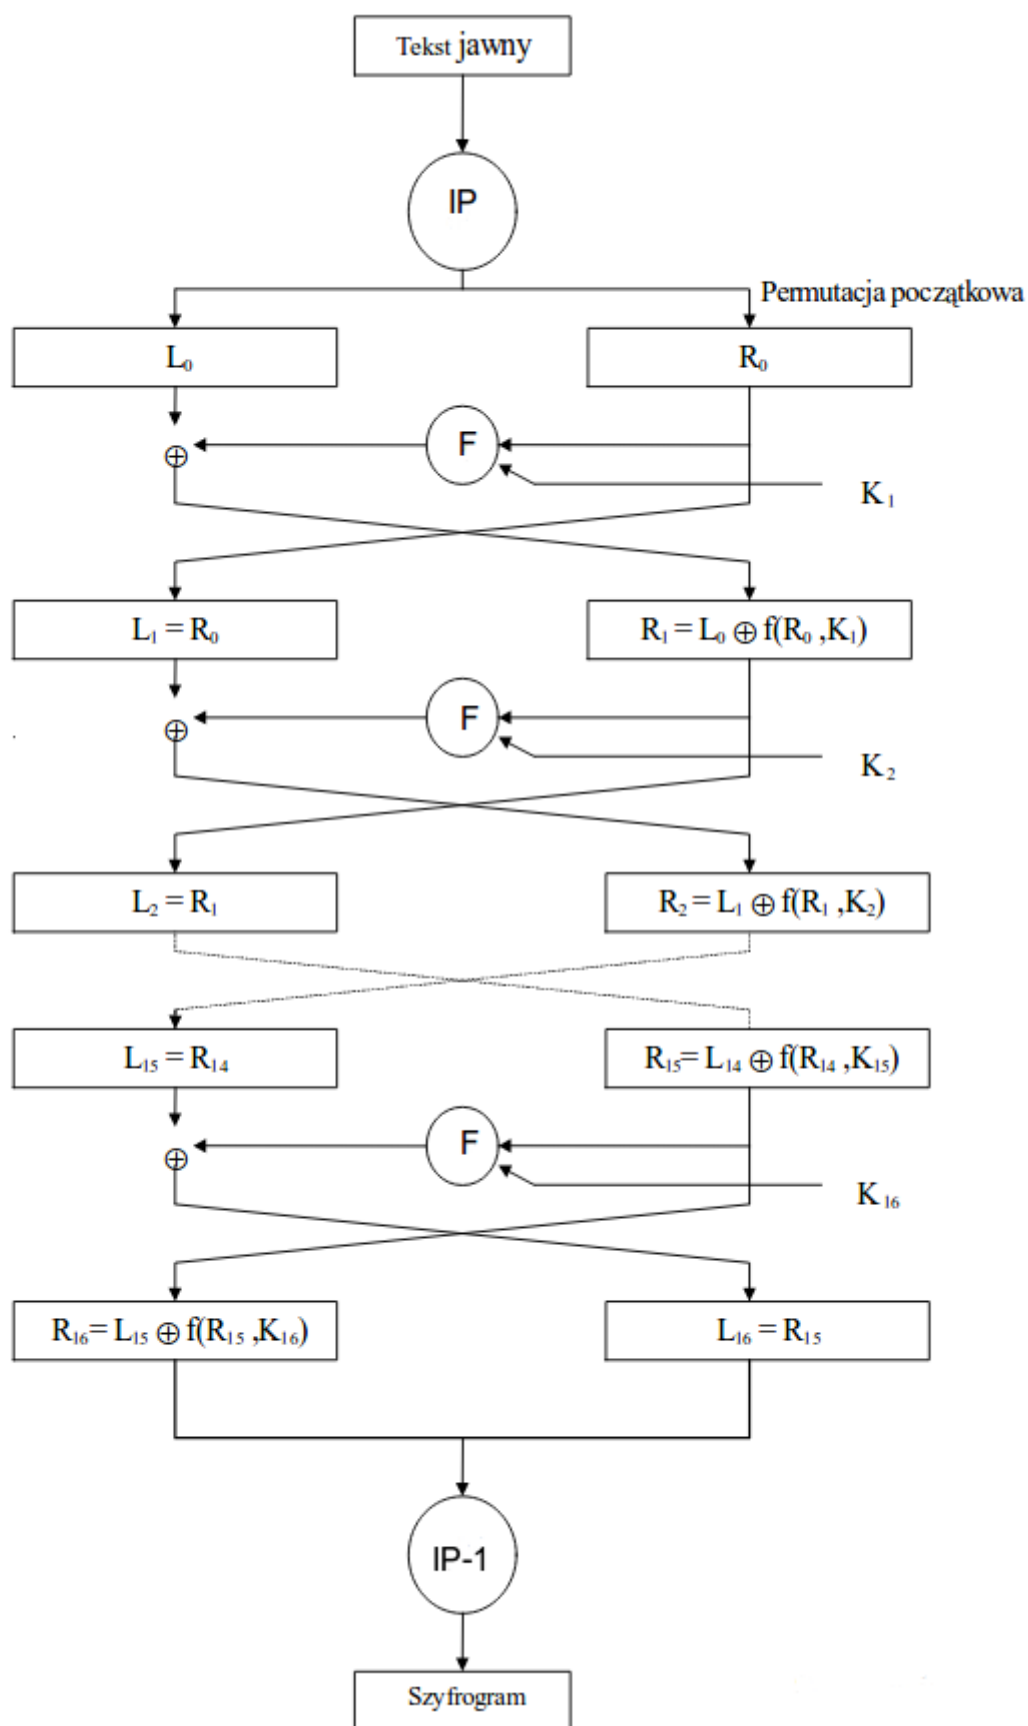 Tekst jawny
IP
Permutacja początkowa
L₀
R₀
F
⊕
K₁
L₁ = R₀
R₁ = L₀ ⊕ f(R₀ ,K₁)
F
⊕
K₂
L₂ = R₁
R₂ = L₁ ⊕ f(R₁ ,K₂)
L₁₅ = R₁₄
R₁₅= L₁₄ ⊕ f(R₁₄ ,K₁₅)
F
⊕
K₁₆
R₁₆= L₁₅ ⊕ f(R₁₅ ,K₁₆)
L₁₆ = R₁₅
IP-1
Szyfrogram